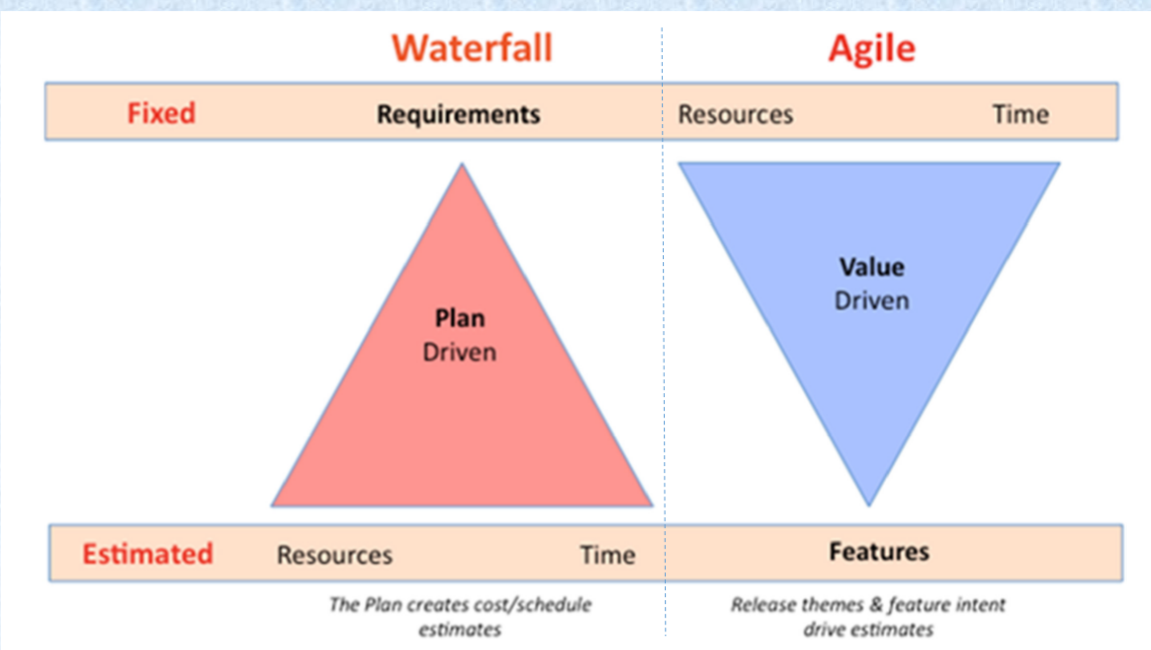 Waterfall Agile
Fixed Requirements Resources Time
Plan
Driven
Value
Driven
Estimated Resources Time Features
The Plan creates cost/schedule
estimates
Release themes & feature intent
drive estimates